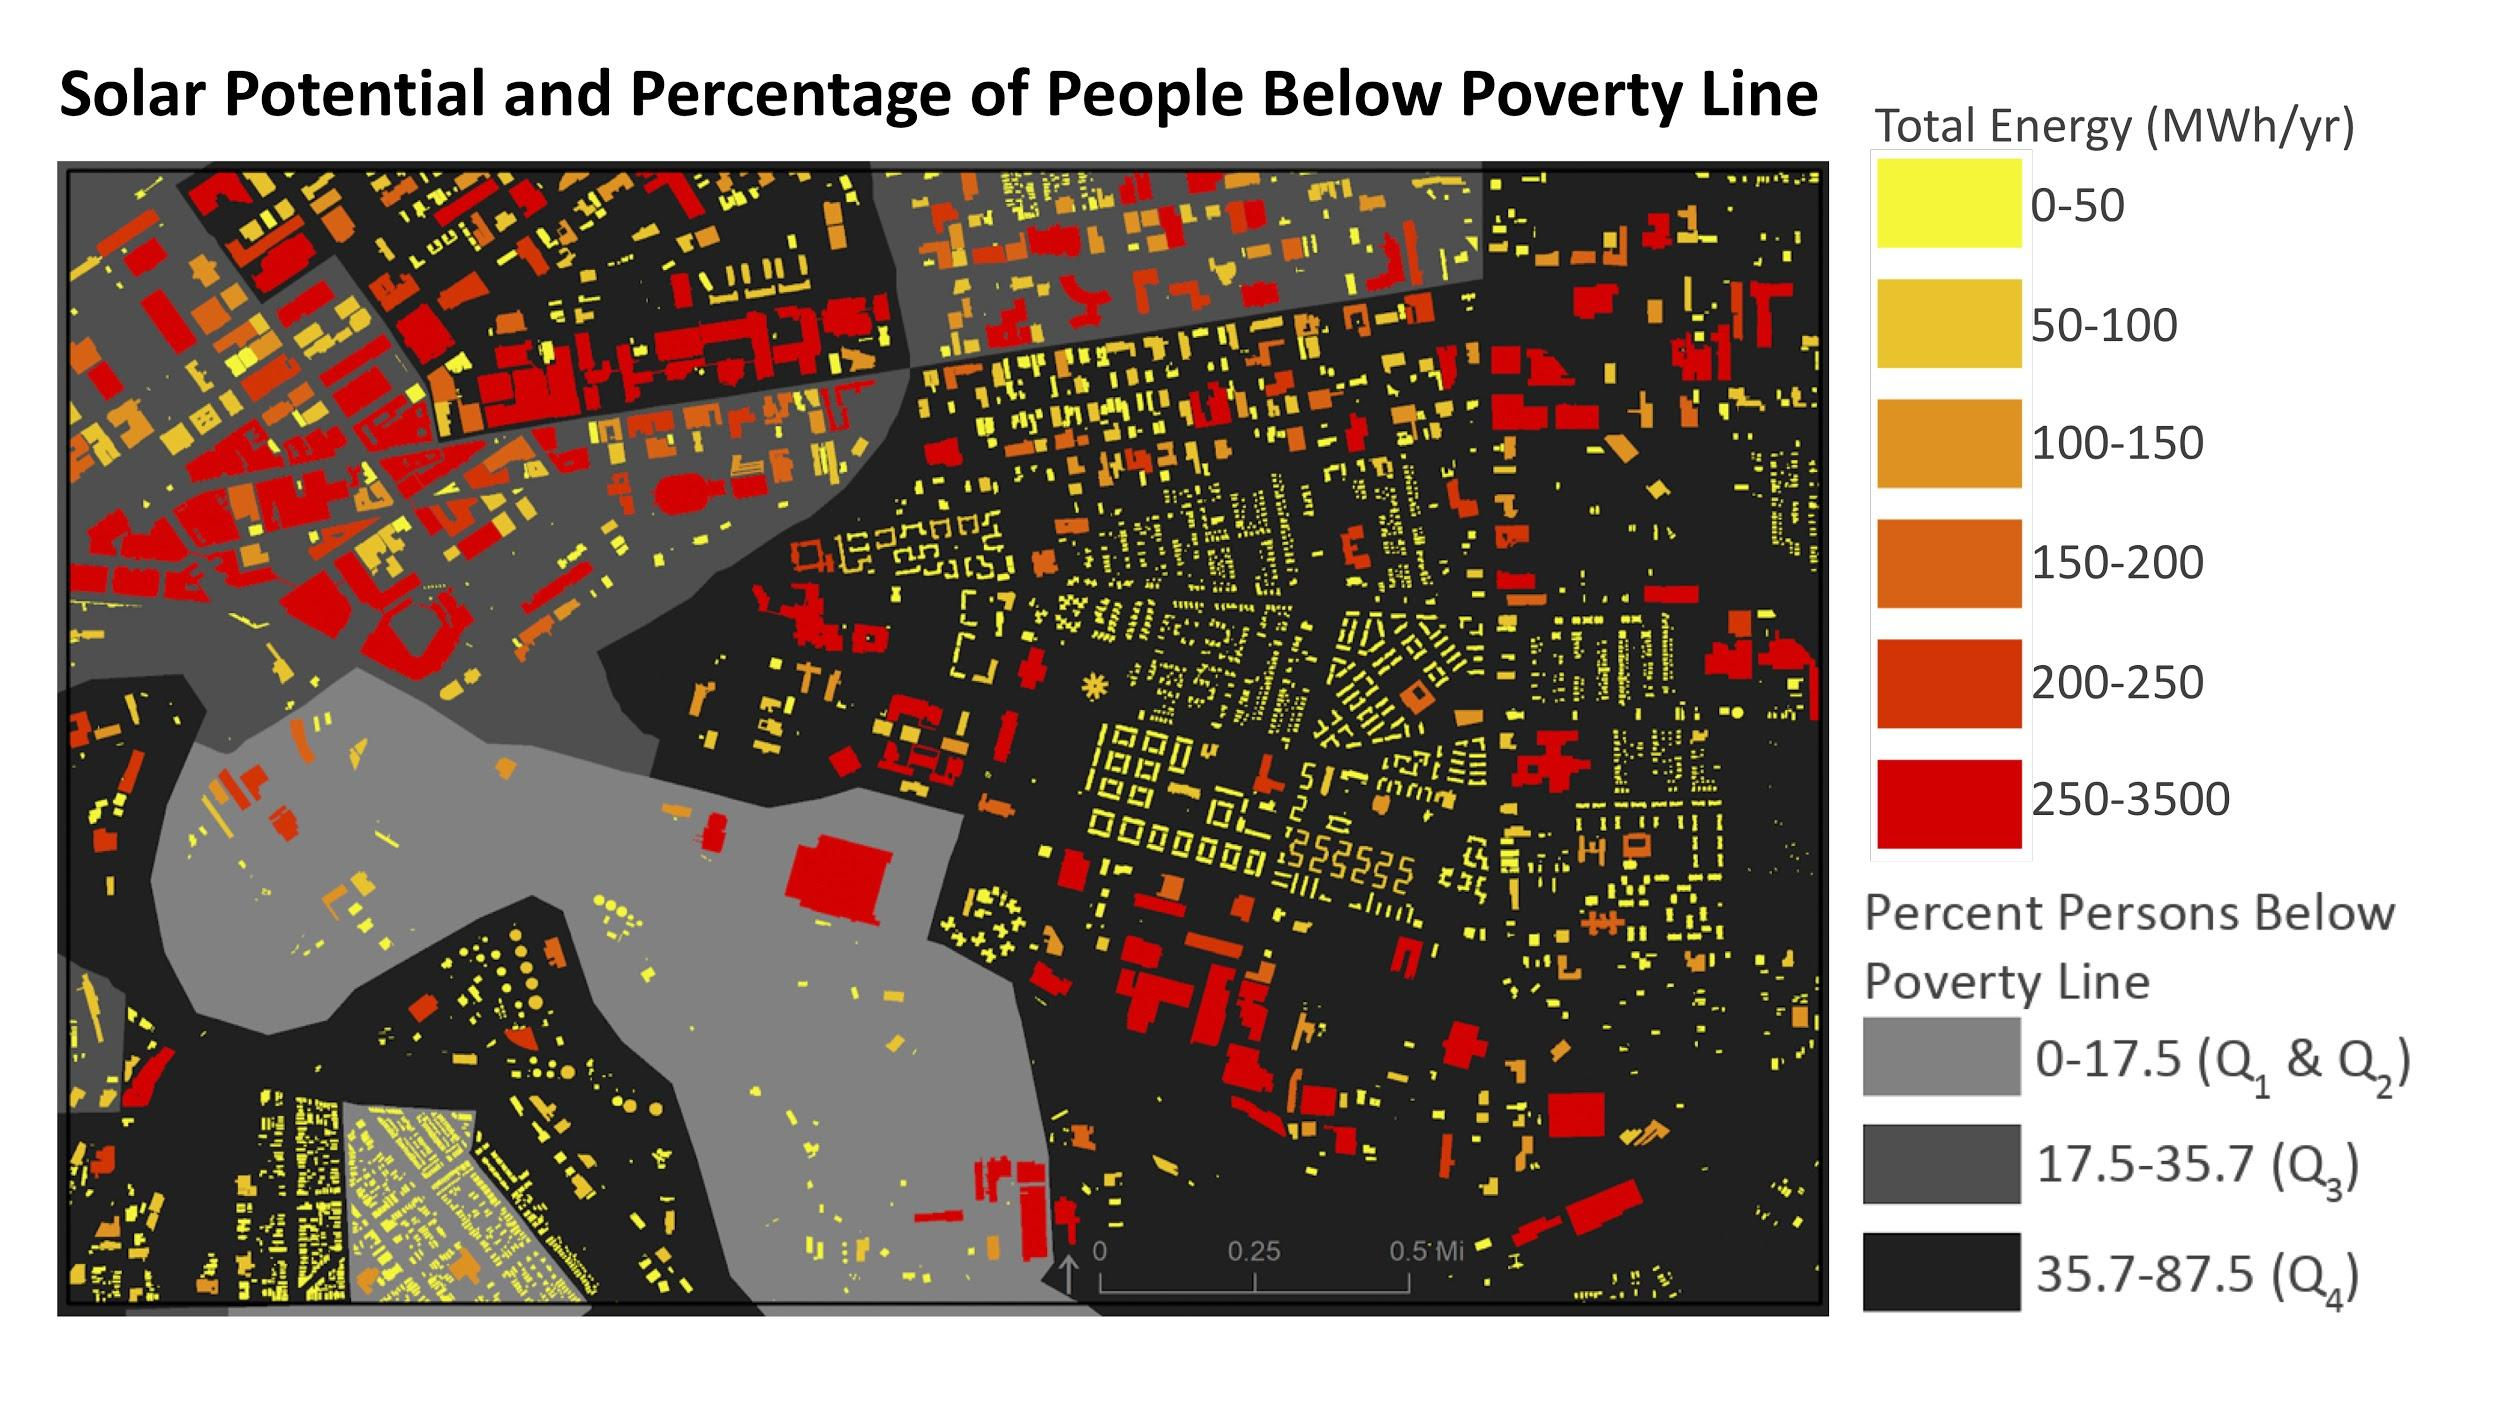 Solar Potential and Percentage of People Below Poverty Line
Total Energy (MWh/yr)
0-50
50-100
100-150
150-200
200-250
250-3500
Percent Persons Below
Poverty Line
0-17.5 (Q1 & Q2)
17.5-35.7 (Q3)
35.7-87.5 (Q4)
0 0.25 0.5 Mi